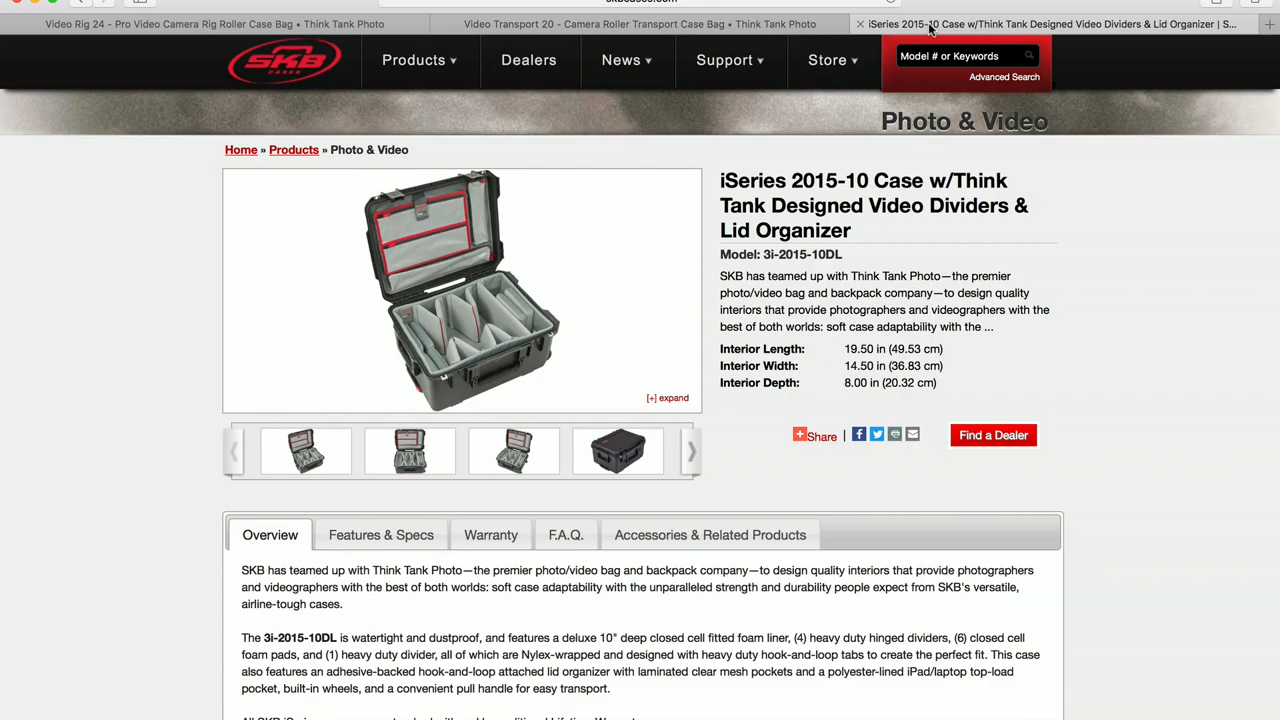 Video Rig 24 - Pro Video Camera Rig Roller Case Bag • Think Tank Photo
Video Transport 20 - Camera Roller Transport Case Bag • Think Tank Photo
iSeries 2015-10 Case w/Think Tank Designed Video Dividers & Lid Organizer | S...
SKB
CASES
Products ▾
Dealers
News ▾
Support ▾
Store ▾
Model # or Keywords
Advanced Search
Photo & Video
Home » Products » Photo & Video
[+] expand
iSeries 2015-10 Case w/Think
Tank Designed Video Dividers &
Lid Organizer
Model: 3i-2015-10DL
SKB has teamed up with Think Tank Photo—the premier
photo/video bag and backpack company—to design quality
interiors that provide photographers and videographers with the
best of both worlds: soft case adaptability with the ...
Interior Length: 19.50 in (49.53 cm)
Interior Width: 14.50 in (36.83 cm)
Interior Depth: 8.00 in (20.32 cm)
Share |
Find a Dealer
Overview
Features & Specs
Warranty
F.A.Q.
Accessories & Related Products
SKB has teamed up with Think Tank Photo—the premier photo/video bag and backpack company—to design quality interiors that provide photographers
and videographers with the best of both worlds: soft case adaptability with the unparalleled strength and durability people expect from SKB's versatile,
airline-tough cases.
The 3i-2015-10DL is watertight and dustproof, and features a deluxe 10" deep closed cell fitted foam liner, (4) heavy duty hinged dividers, (6) closed cell
foam pads, and (1) heavy duty divider, all of which are Nylex-wrapped and designed with heavy duty hook-and-loop tabs to create the perfect fit. This case
also features an adhesive-backed hook-and-loop attached lid organizer with laminated clear mesh pockets and a polyester-lined iPad/laptop top-load
pocket, built-in wheels, and a convenient pull handle for easy transport.